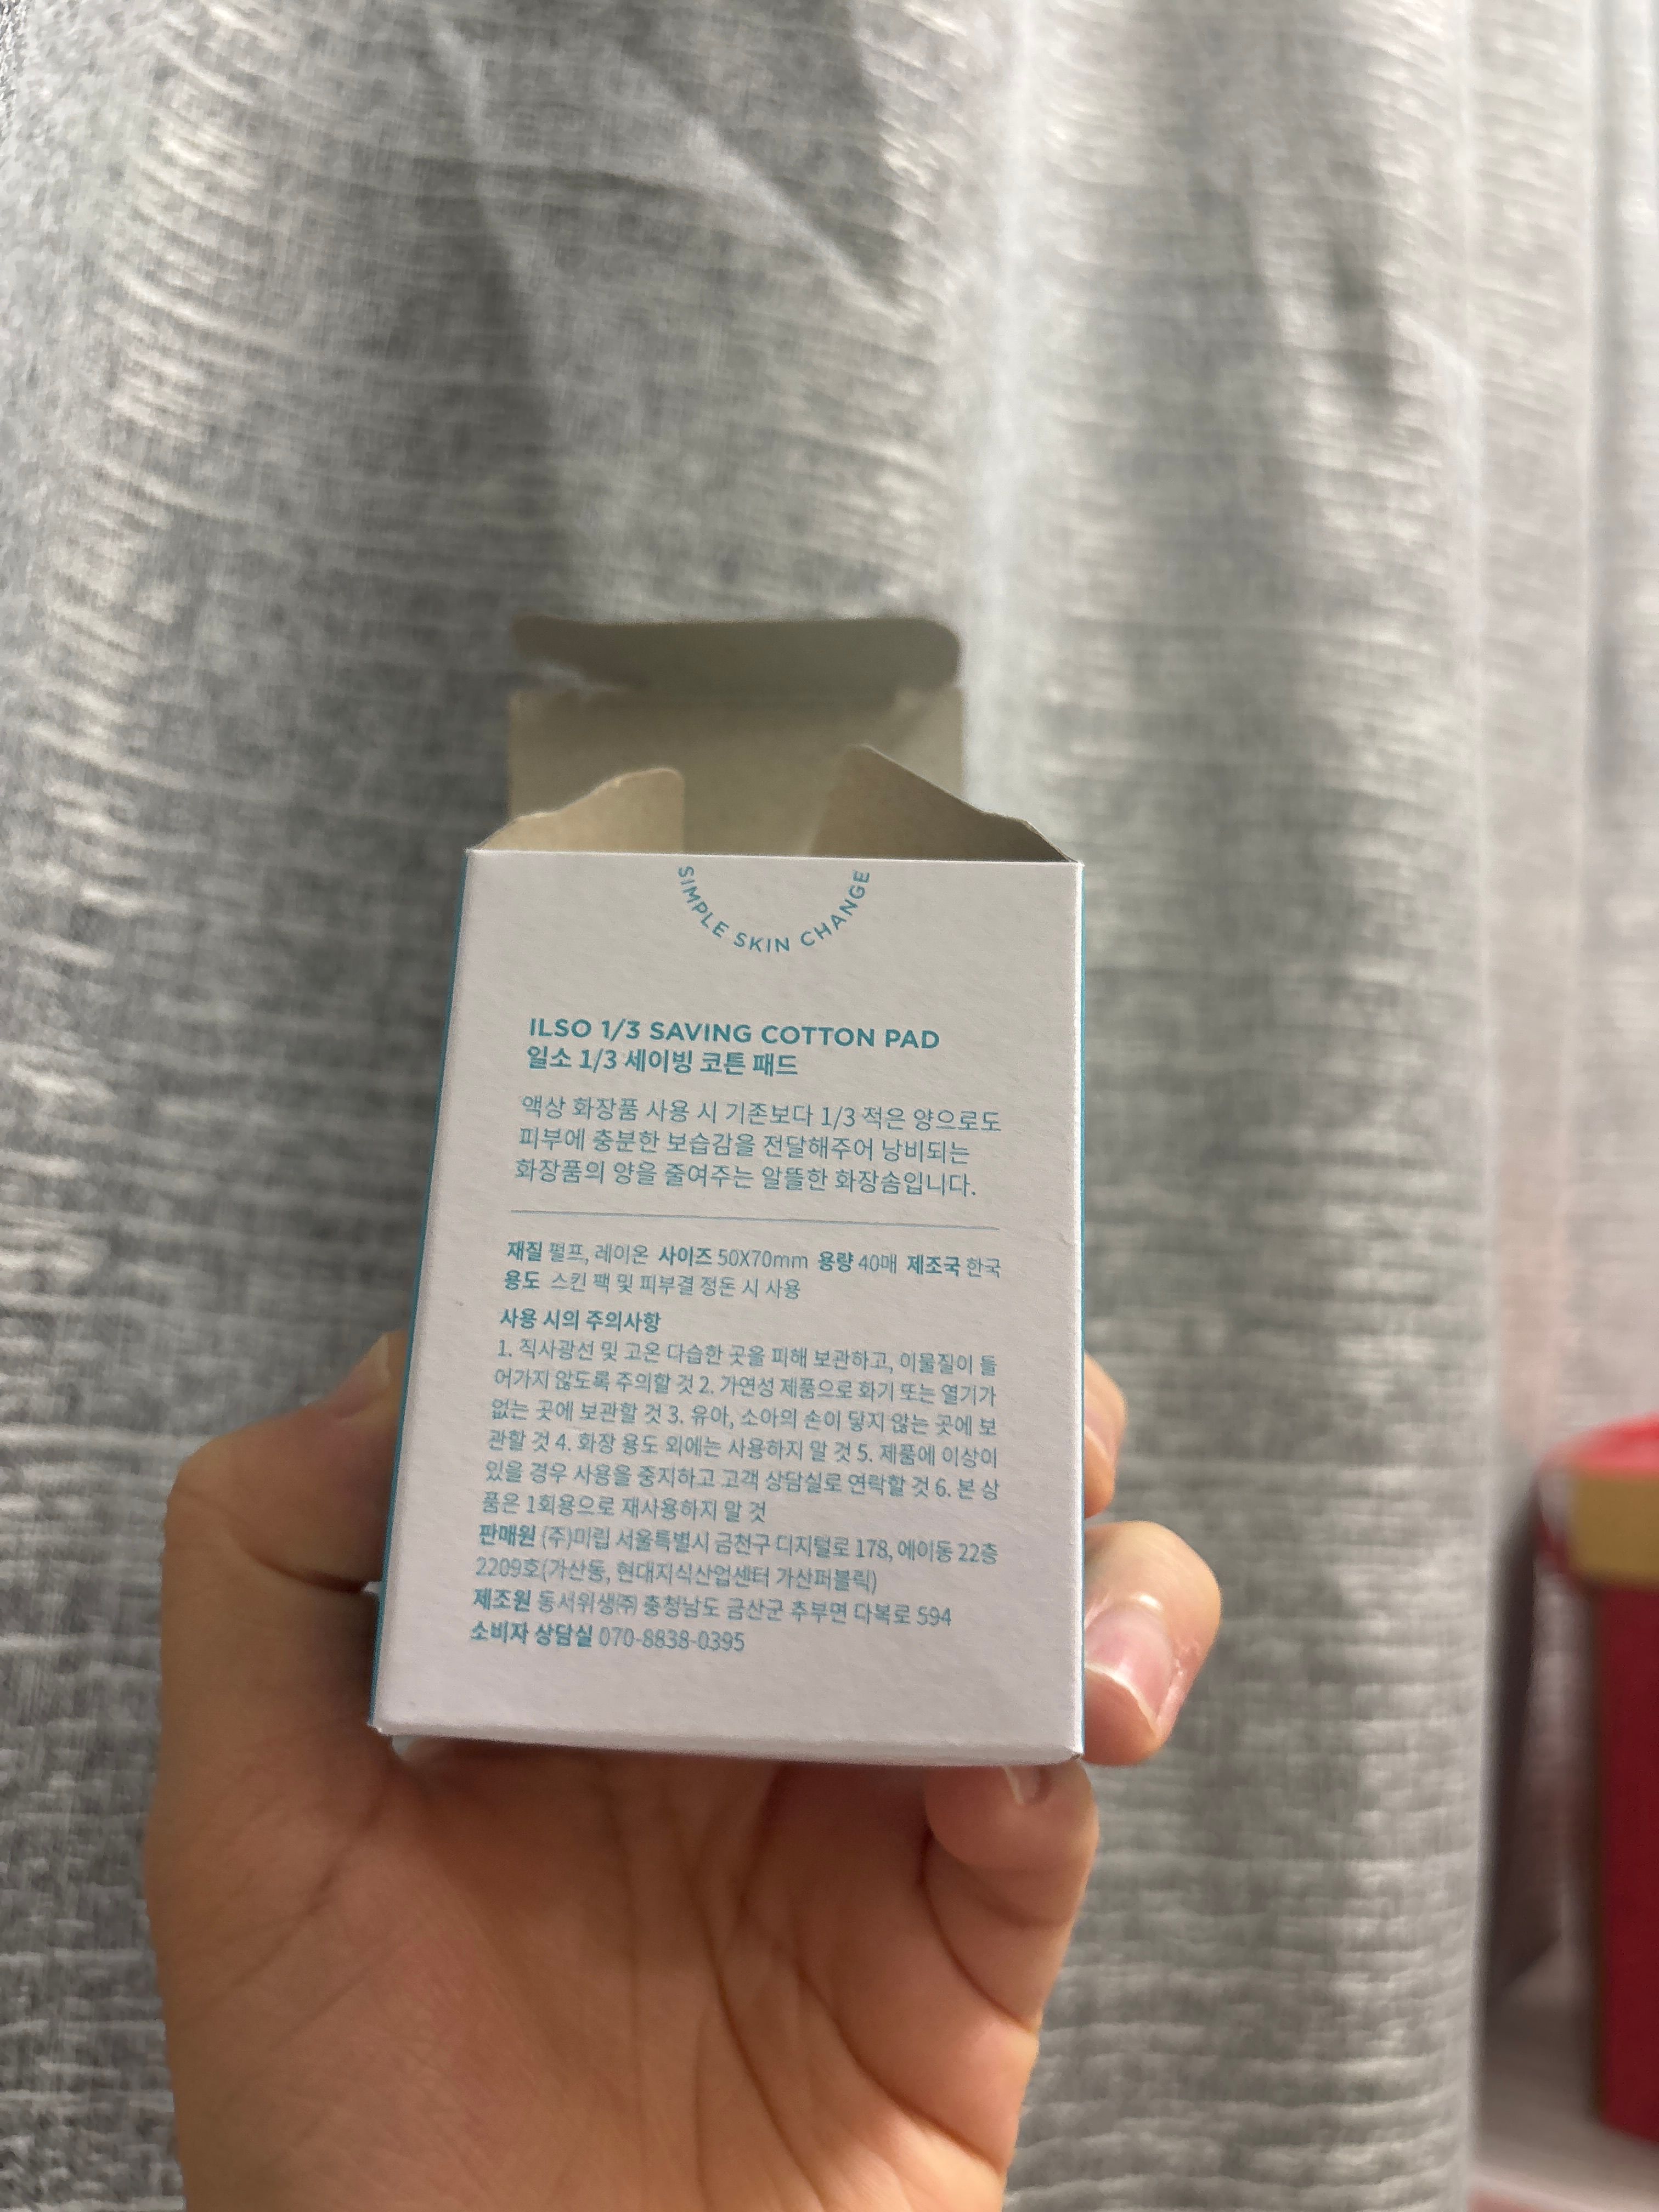 SIMPLE SKIN CHANGE
ILSO 1/3 SAVING COTTON PAD
일소 1/3 세이빙 코튼 패드
액상 화장품 사용 시 기존보다 1/3 적은 양으로도
피부에 충분한 보습감을 전달해주어 낭비되는
화장품의 양을 줄여주는 알뜰한 화장솜입니다.
재질 펄프, 레이온 사이즈 50X70mm 용량 40매 제조국 한국
용도 스킨 팩 및 피부결 정돈 시 사용
사용 시의 주의사항
1. 직사광선 및 고온 다습한 곳을 피해 보관하고, 이물질이 들
어가지 않도록 주의할 것 2. 가연성 제품으로 화기 또는 열기가
없는 곳에 보관할 것 3. 유아, 소아의 손이 닿지 않는 곳에 보
관할 것 4. 화장 용도 외에는 사용하지 말 것 5. 제품에 이상이
있을 경우 사용을 중지하고 고객 상담실로 연락할 것 6. 본 상
품은 1회용으로 재사용하지 말 것
판매원 (주)미립 서울특별시 금천구 디지털로 178, 에이동 22층
2209호(가산동, 현대지식산업센터 가산퍼블릭)
제조원 동서위생㈜ 충청남도 금산군 추부면 다복로 594
소비자 상담실 070-8838-0395